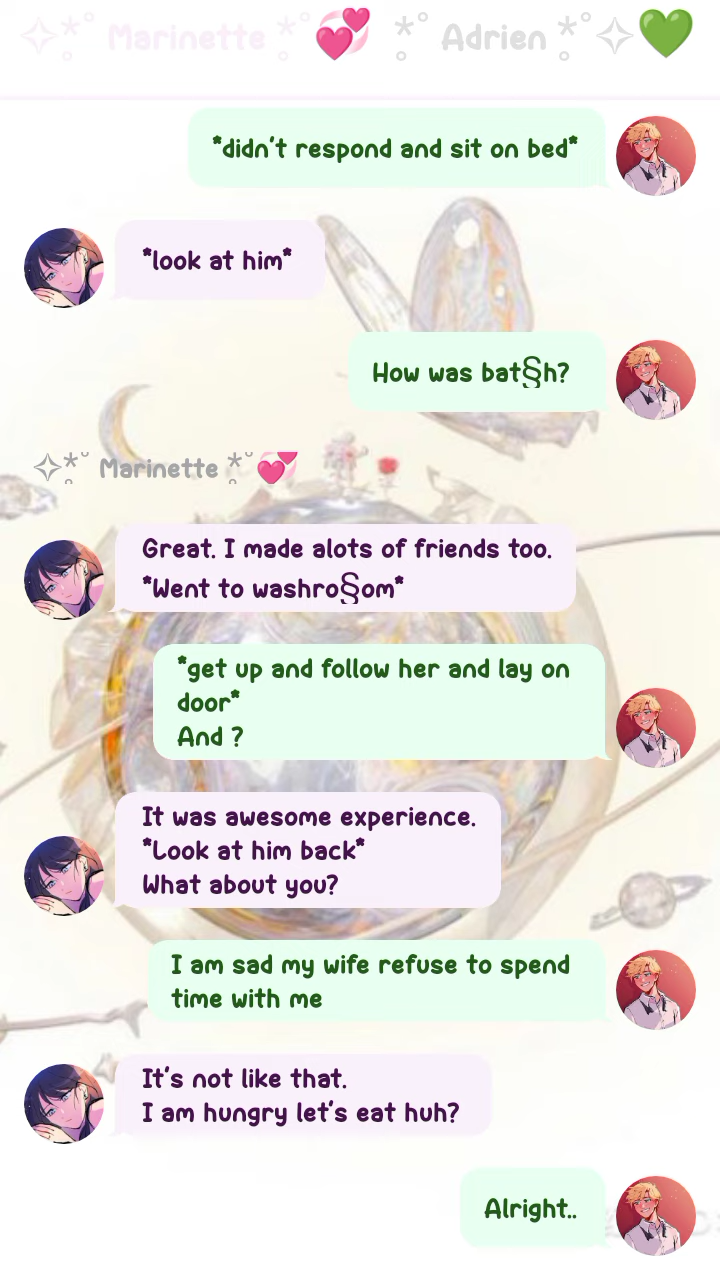 ✧*˚ Marinette *˚💞 *˚ Adrien *˚✧💚
*didn't respond and sit on bed*
*look at him*
How was bat§h?
✧*˚ Marinette *˚💞
Great. I made alots of friends too.
*Went to washro§om*
*get up and follow her and lay on
door*
And ?
It was awesome experience.
*Look at him back*
What about you?
I am sad my wife refuse to spend
time with me
It's not like that.
I am hungry let's eat huh?
Alright..